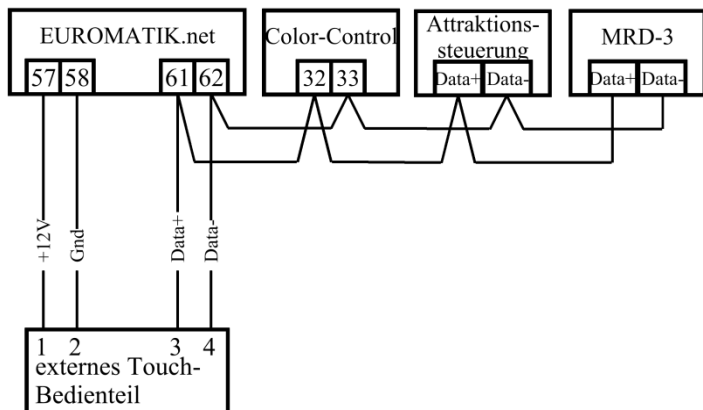 EUROMATIK.net
57 58 61 62
Color-Control
32 33
Attraktions-
steuerung
Data+ Data-
MRD-3
Data+ Data-
+12V
Gnd
Data+
Data-
1 2 3 4
externes Touch-
Bedienteil